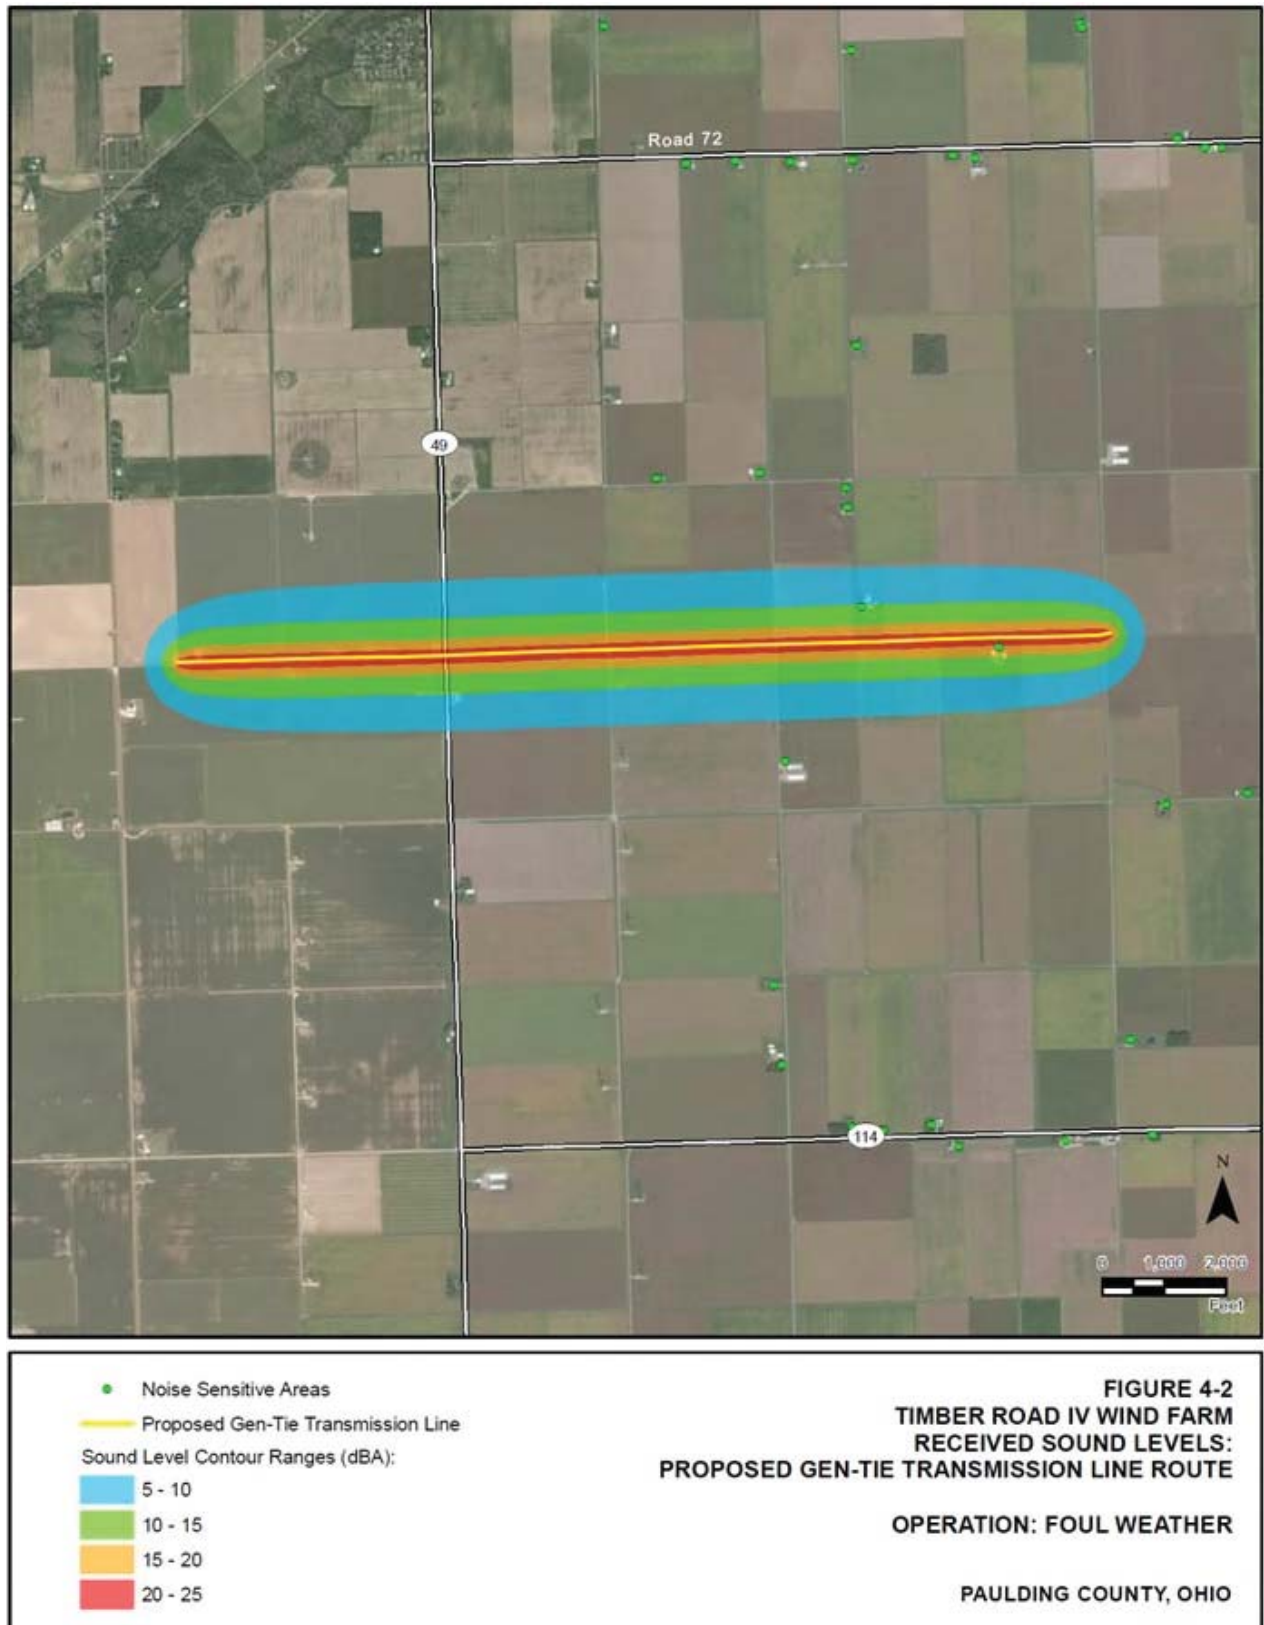 Road 72
49
114
N
0 1,000 2,000
Feet
Noise Sensitive Areas
Proposed Gen-Tie Transmission Line
Sound Level Contour Ranges (dBA):
5 - 10
10 - 15
15 - 20
20 - 25
FIGURE 4-2
TIMBER ROAD IV WIND FARM
RECEIVED SOUND LEVELS:
PROPOSED GEN-TIE TRANSMISSION LINE ROUTE
OPERATION: FOUL WEATHER
PAULDING COUNTY, OHIO